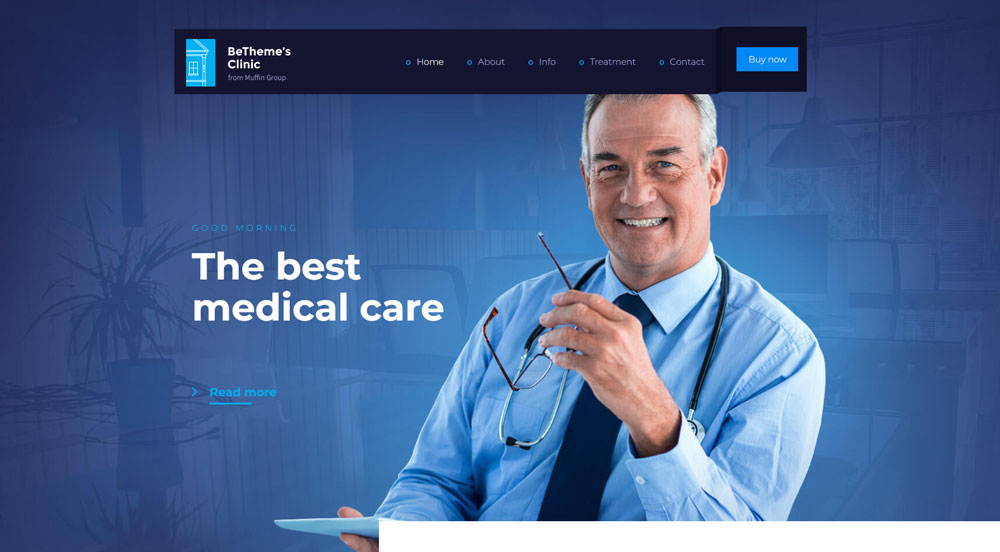 BeTheme's
Clinic
from Muffin Group
Home
About
Info
Treatment
Contact
Buy now
GOOD MORNING
The best
medical care
Read more